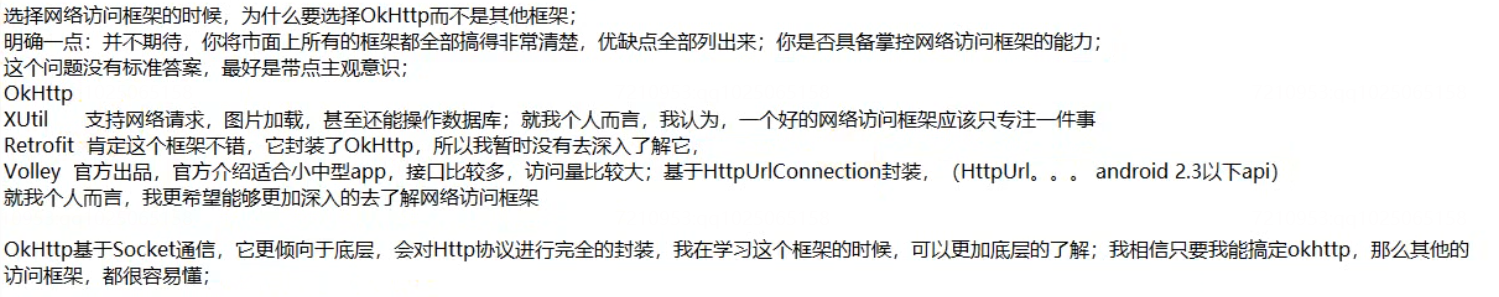 选择网络访问框架的时候，为什么要选择OkHttp而不是其他框架；
明确一点：并不期待，你将市面上所有的框架都全部搞得非常清楚，优缺点全部列出来；你是否具备掌控网络访问框架的能力；
这个问题没有标准答案，最好是带点主观意识；
OkHttp
XUtil 支持网络请求，图片加载，甚至还能操作数据库；就我个人而言，我认为，一个好的网络访问框架应该只专注一件事
Retrofit 肯定这个框架不错，它封装了OkHttp，所以我暂时没有去深入了解它，
Volley 官方出品，官方介绍适合小中型app，接口比较多，访问量比较大；基于HttpUrlConnection封装，（HttpUrl。。。 android 2.3以下api）
就我个人而言，我更希望能够更加深入的去了解网络访问框架
OkHttp基于Socket通信，它更倾向于底层，会对Http协议进行完全的封装，我在学习这个框架的时候，可以更加底层的了解；我相信只要我能搞定okhttp，那么其他的
访问框架，都很容易懂；